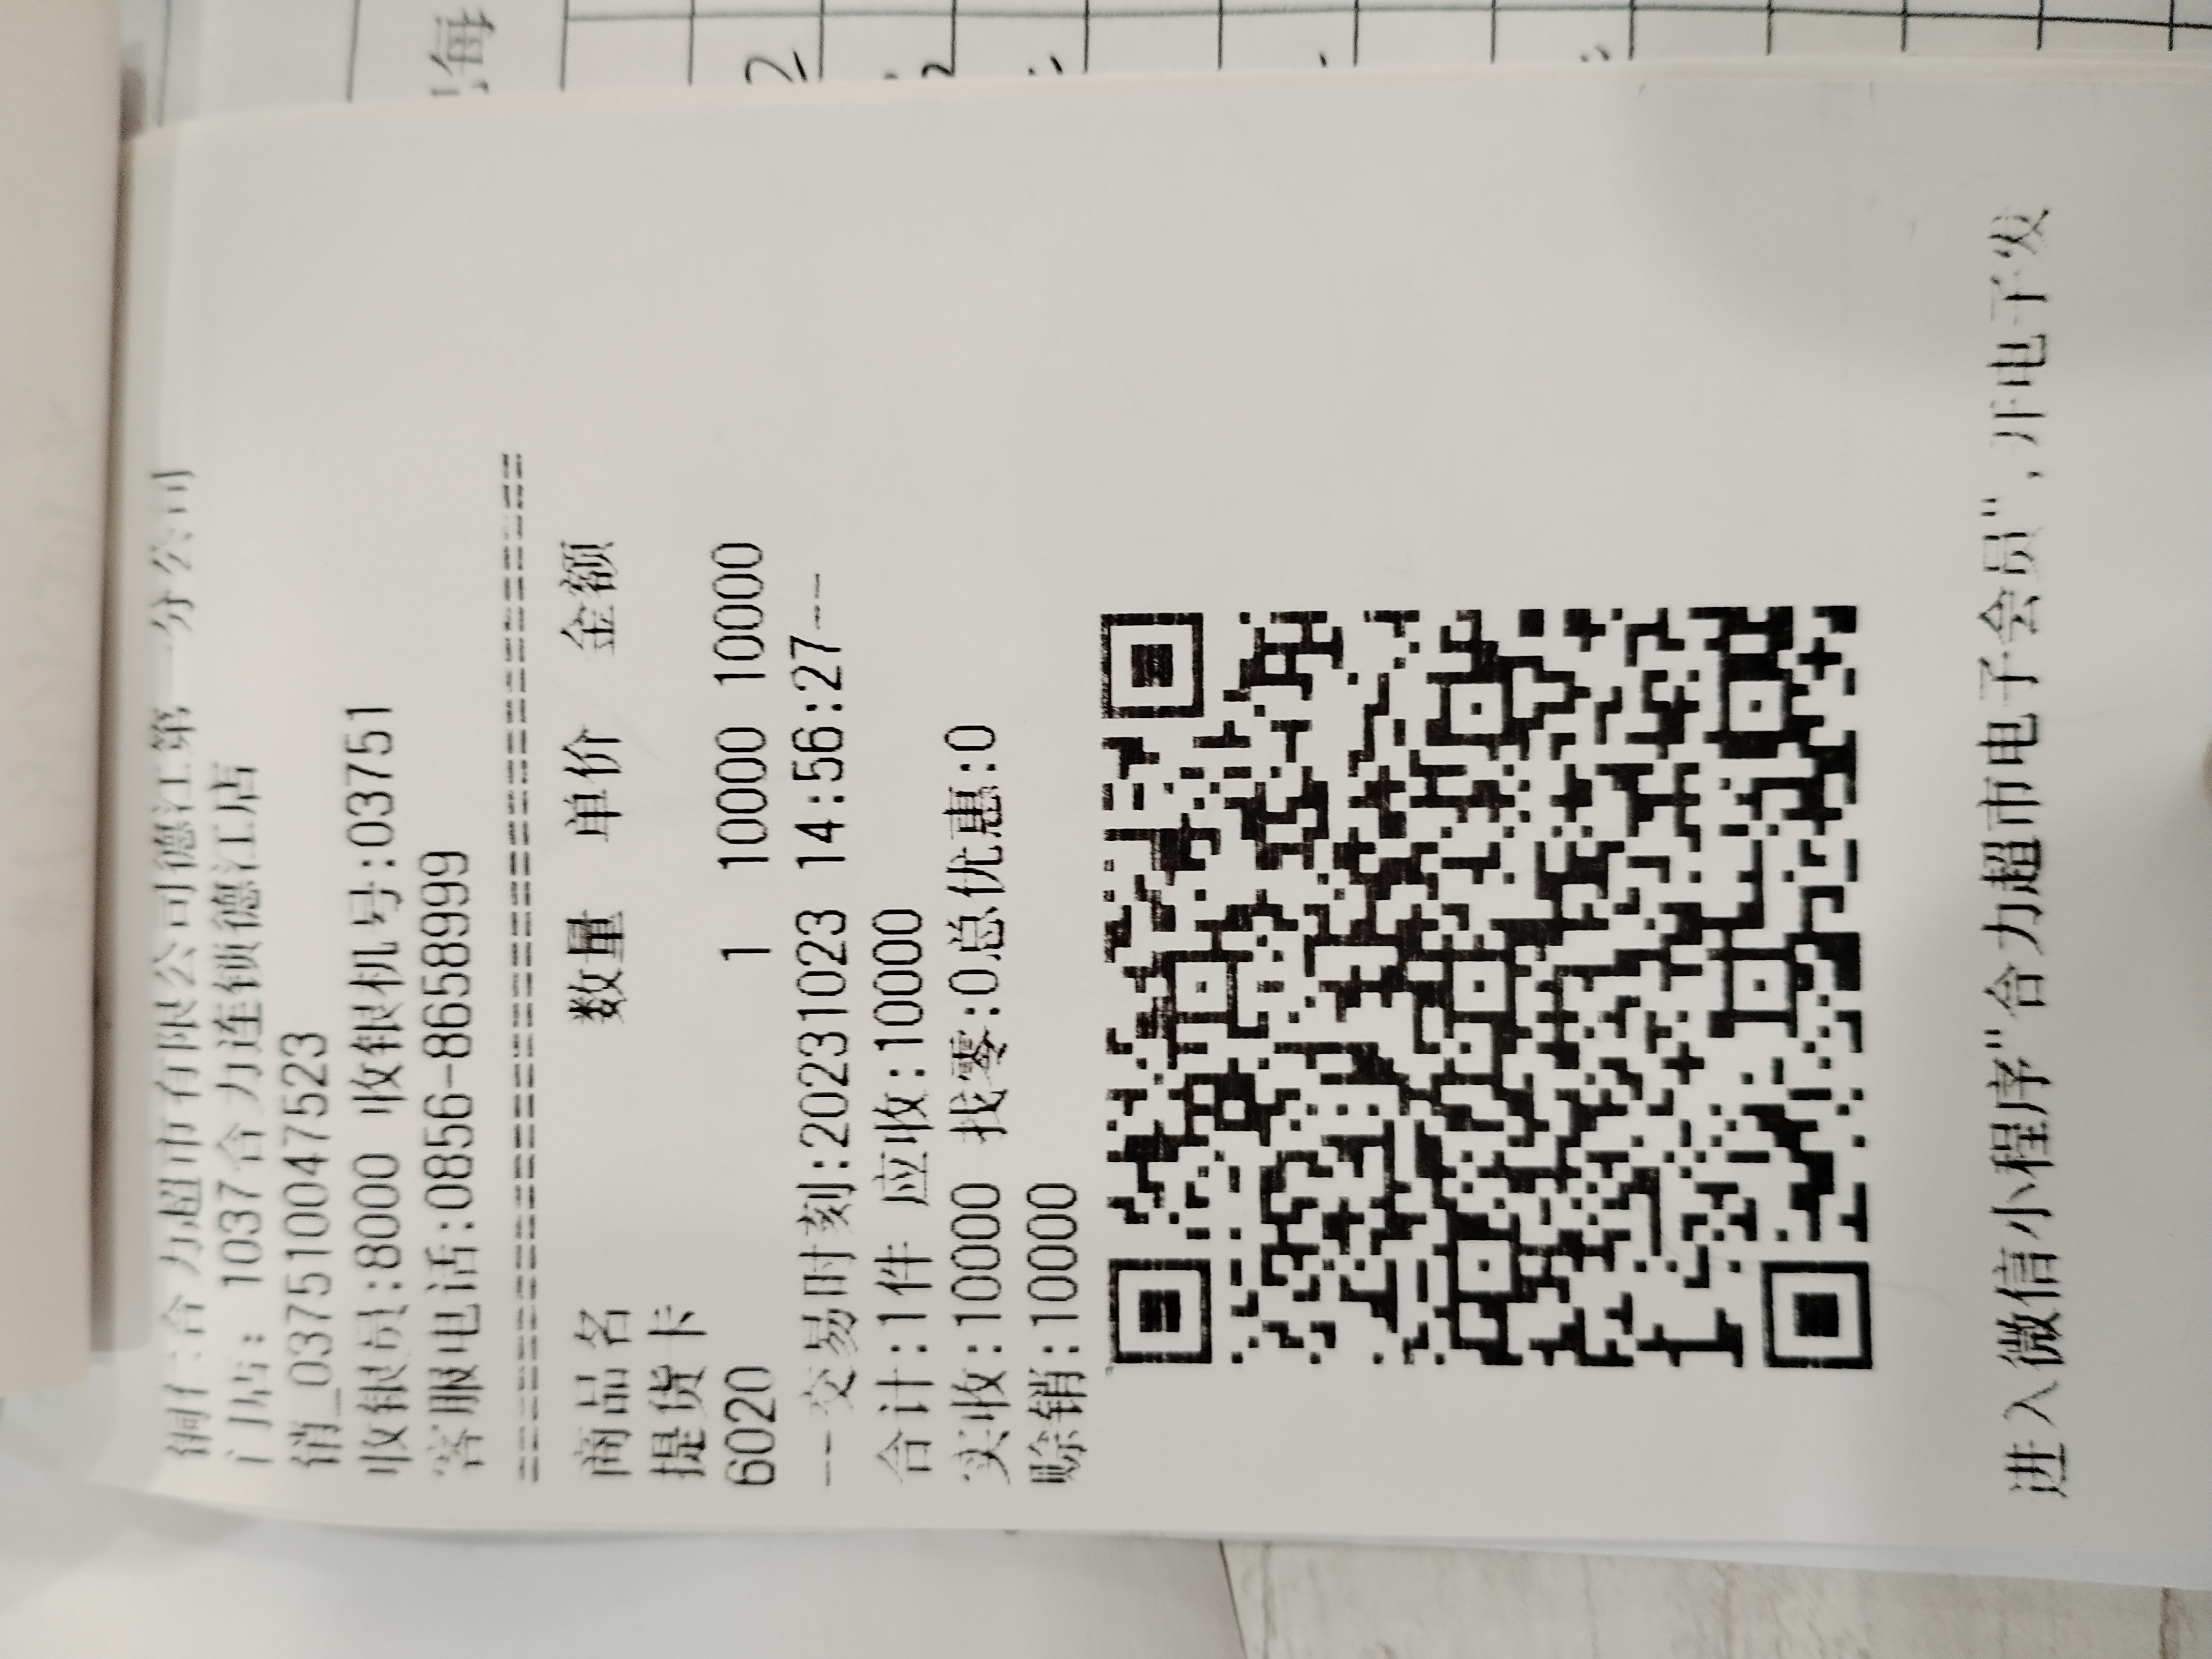 铜仁合力超市有限公司德江第一分公司
门店: 1037合力连锁德江店
销_037510047523
收银员:8000 收银机号:03751
客服电话:0856-8658999
================================
商品名 数量 单价 金额
提货卡
6020 1 10000 10000
--交易时刻:20231023 14:56:27--
合计:1件 应收:10000
实收:10000 找零:0总优惠:0
赊销:10000
进入微信小程序"合力超市电子会员", 开电子发